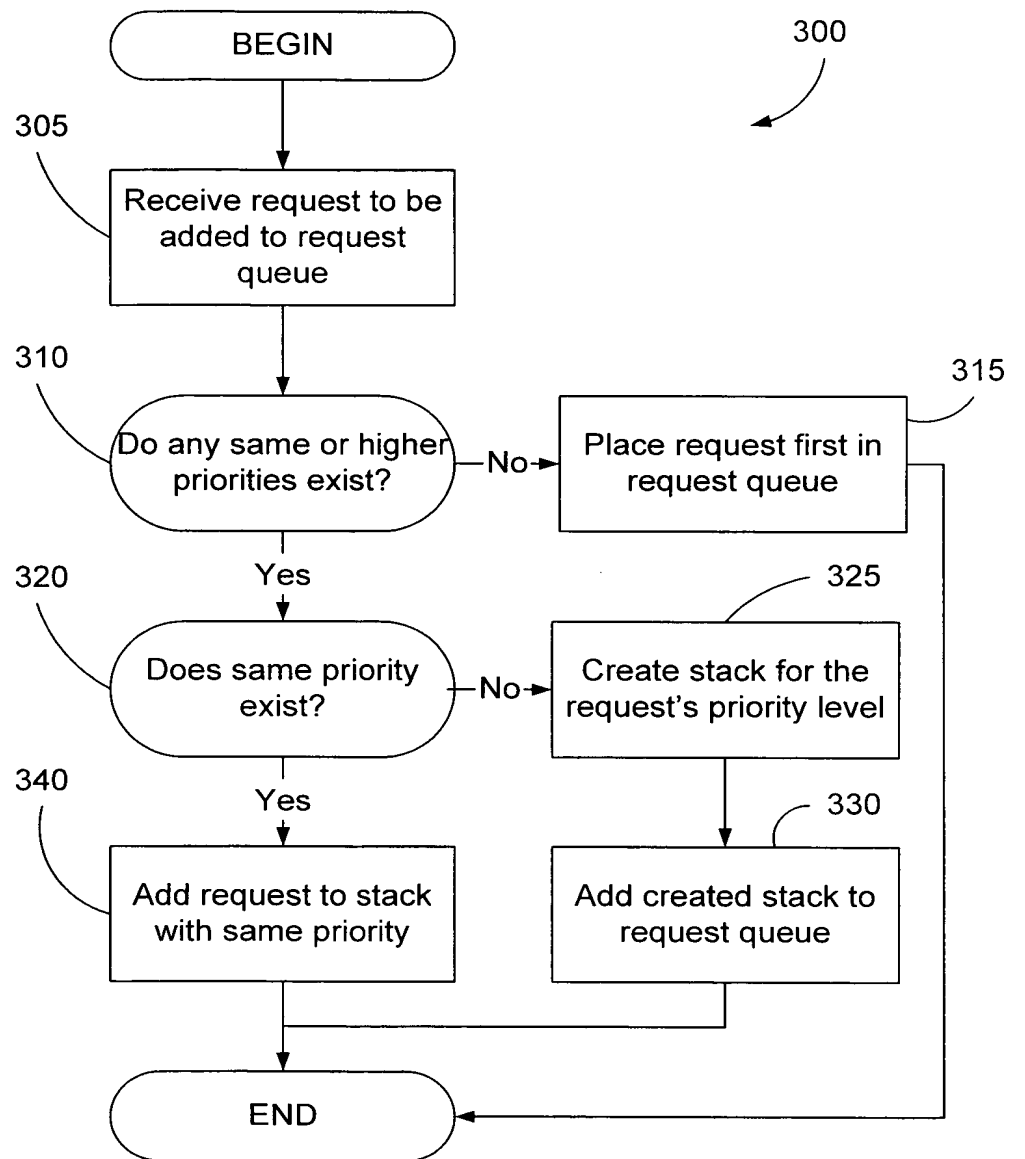 BEGIN
300
305
Receive request to be
added to request
queue
310
Do any same or higher
priorities exist?
No
315
Place request first in
request queue
Yes
320
Does same priority
exist?
No
325
Create stack for the
request's priority level
Yes
340
Add request to stack
with same priority
330
Add created stack to
request queue
END